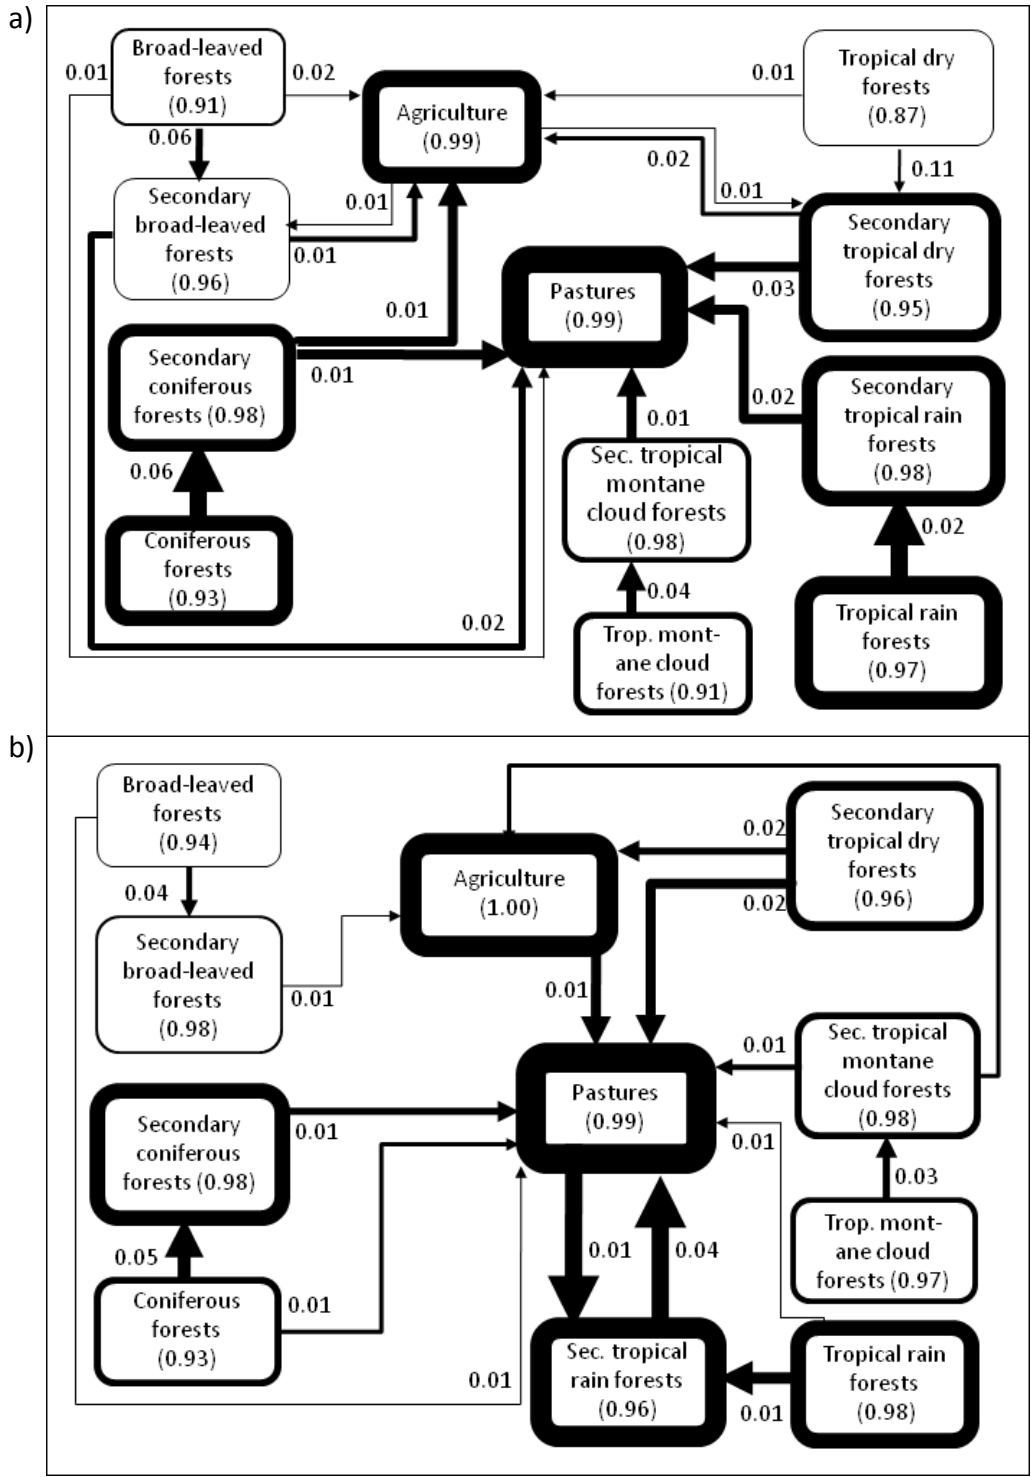 a)
Broad-leaved
forests
(0.91)
0.01
0.02
0.06
Agriculture
(0.99)
0.01
Tropical dry
forests
(0.87)
0.11
Secondary
broad-leaved
forests
(0.96)
0.01
0.01
0.02
0.01
Secondary
tropical dry
forests
(0.95)
Pastures
(0.99)
0.03
0.01
Secondary
coniferous
forests (0.98)
0.01
0.02
Secondary
tropical rain
forests
(0.98)
0.01
Sec. tropical
montane
cloud forests
(0.98)
0.06
Coniferous
forests
(0.93)
0.02
0.04
Trop. mont-
ane cloud
forests (0.91)
0.02
Tropical rain
forests
(0.97)
b)
Broad-leaved
forests
(0.94)
0.04
Secondary
broad-leaved
forests
(0.98)
0.01
Agriculture
(1.00)
0.02
0.02
Secondary
tropical dry
forests
(0.96)
0.01
Pastures
(0.99)
0.01
Sec. tropical
montane
cloud forests
(0.98)
Secondary
coniferous
forests (0.98)
0.01
0.01
0.03
Trop. mont-
ane cloud
forests (0.97)
0.05
Coniferous
forests
(0.93)
0.01
0.01
0.04
0.01
Sec. tropical
rain forests
(0.96)
0.01
Tropical rain
forests
(0.98)